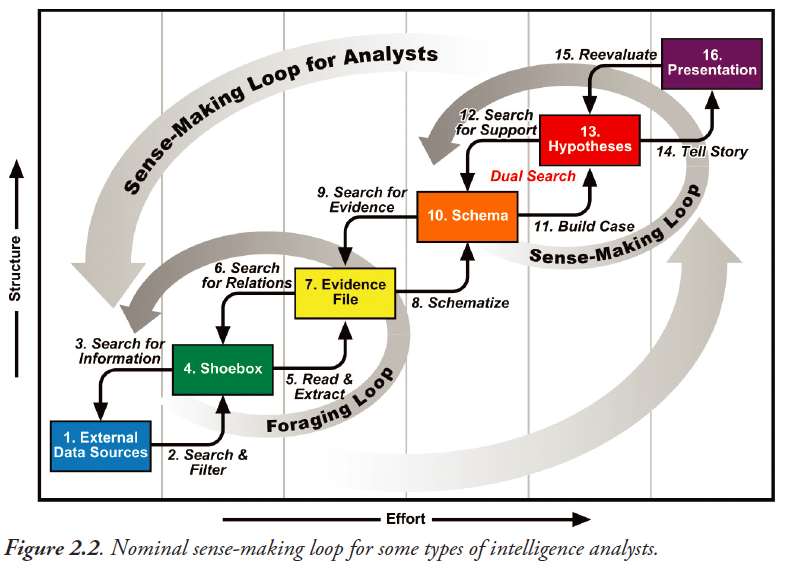 Sense-Making Loop for Analysts
15. Reevaluate
16.
Presentation
12. Search
for Support
13.
Hypotheses
14. Tell Story
Dual Search
9. Search for
Evidence
10. Schema
11. Build Case
Sense-Making Loop
6. Search
for Relations
7. Evidence
File
8. Schematize
3. Search for
Information
4. Shoebox
5. Read &
Extract
Foraging Loop
1. External
Data Sources
2. Search &
Filter
Structure
Effort
Figure 2.2. Nominal sense-making loop for some types of intelligence analysts.